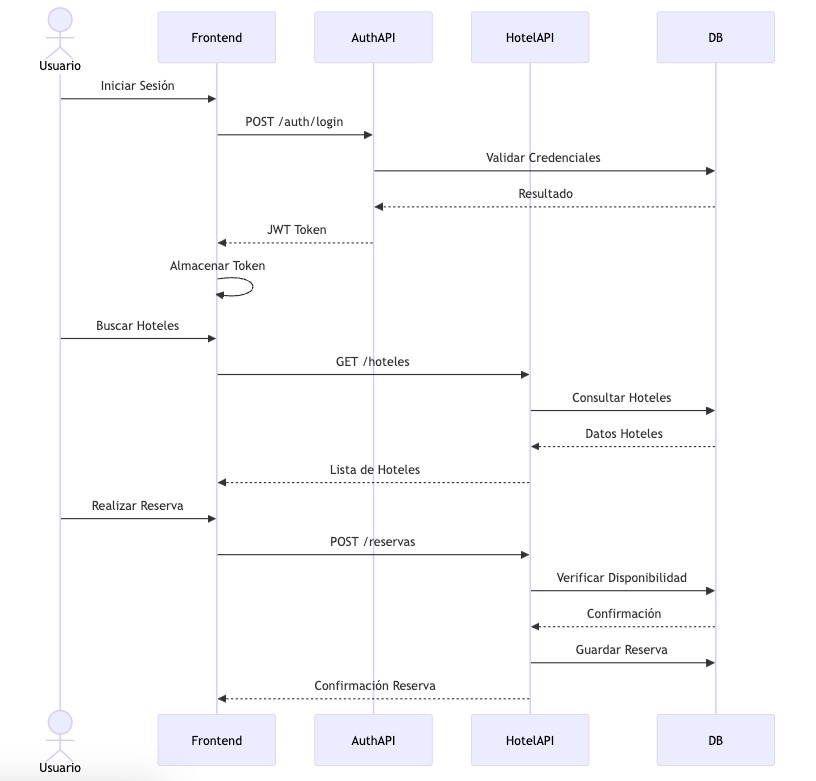 Frontend
AuthAPI
HotelAPI
DB
Usuario
Iniciar Sesión
POST /auth/login
Validar Credenciales
Resultado
JWT Token
Almacenar Token
Buscar Hoteles
GET /hoteles
Consultar Hoteles
Datos Hoteles
Lista de Hoteles
Realizar Reserva
POST /reservas
Verificar Disponibilidad
Confirmación
Guardar Reserva
Confirmación Reserva
Frontend
AuthAPI
HotelAPI
DB
Usuario